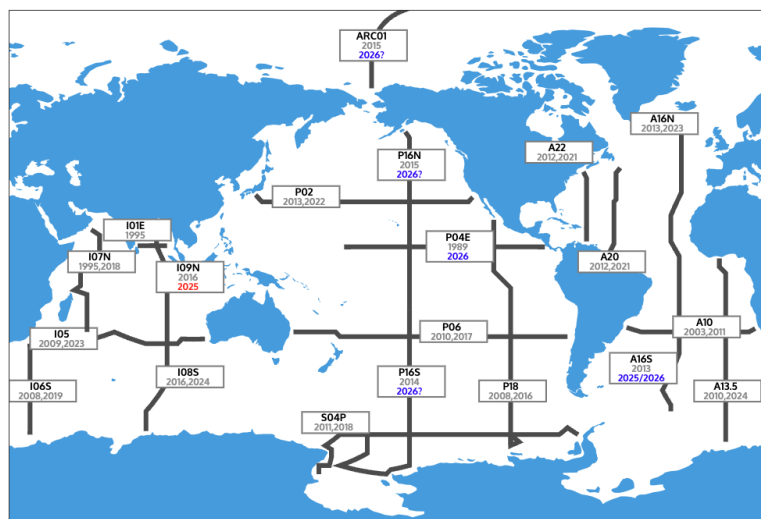 ARC01
2015
2026?
A16N
2013,2023
A22
2012,2021
P16N
2015
2026?
P02
2013,2022
I01E
1995
P04E
1989
2026
I07N
1995,2018
A20
2012,2021
I09N
2016
2025
A10
2003,2011
P06
2010,2017
I05
2009,2023
A16S
2013
2025/2026
I06S
2008,2019
I08S
2016,2024
P16S
2014
2026?
P18
2008,2016
A13.5
2010,2024
S04P
2011,2018